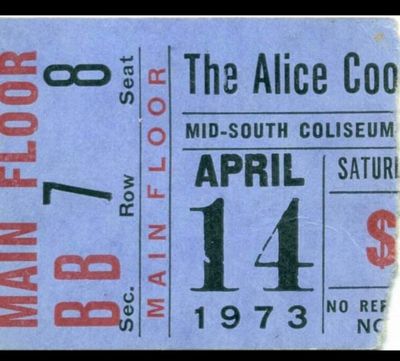 MAIN FLOOR
BB 7 8
Sec. Row Seat
MAIN FLOOR
The Alice Coo
MID-SOUTH COLISEUM
APRIL
14
1973
SATUR
$
NO REF
NO